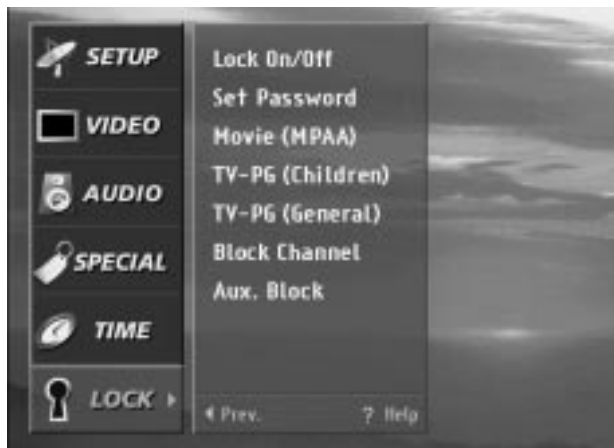 SETUP
VIDEO
AUDIO
SPECIAL
TIME
LOCK
Lock On/Off
Set Password
Movie (MPAA)
TV-PG (Children)
TV-PG (General)
Block Channel
Aux. Block
Prev.
? Help